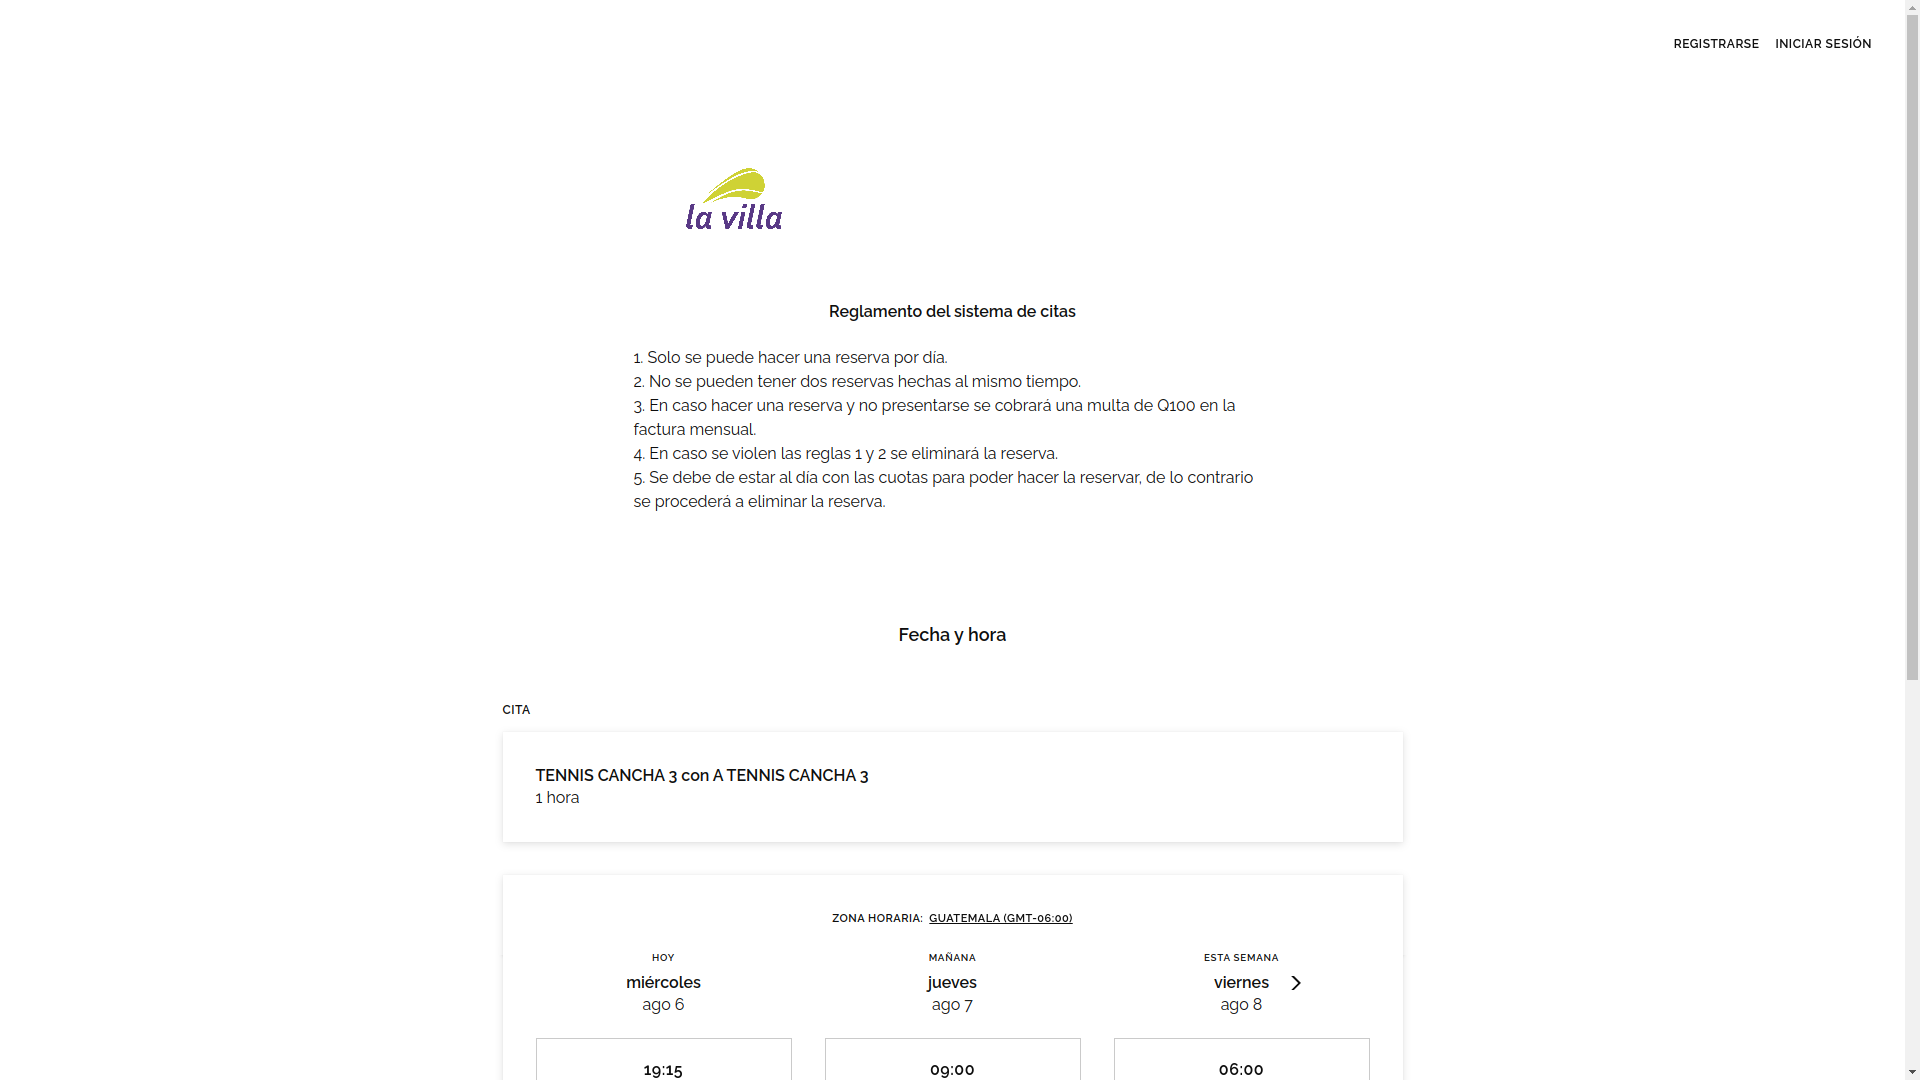 REGISTRARSE INICIAR SESIÓN
la villa
Reglamento del sistema de citas
1. Solo se puede hacer una reserva por día.
2. No se pueden tener dos reservas hechas al mismo tiempo.
3. En caso hacer una reserva y no presentarse se cobrará una multa de Q100 en la
factura mensual.
4. En caso se violen las reglas 1 y 2 se eliminará la reserva.
5. Se debe de estar al día con las cuotas para poder hacer la reservar, de lo contrario
se procederá a eliminar la reserva.
Fecha y hora
CITA
TENNIS CANCHA 3 con A TENNIS CANCHA 3
1 hora
ZONA HORARIA: GUATEMALA (GMT-06:00)
HOY MAÑANA ESTA SEMANA
miércoles jueves viernes
ago 6 ago 7 ago 8
19:15 09:00 06:00